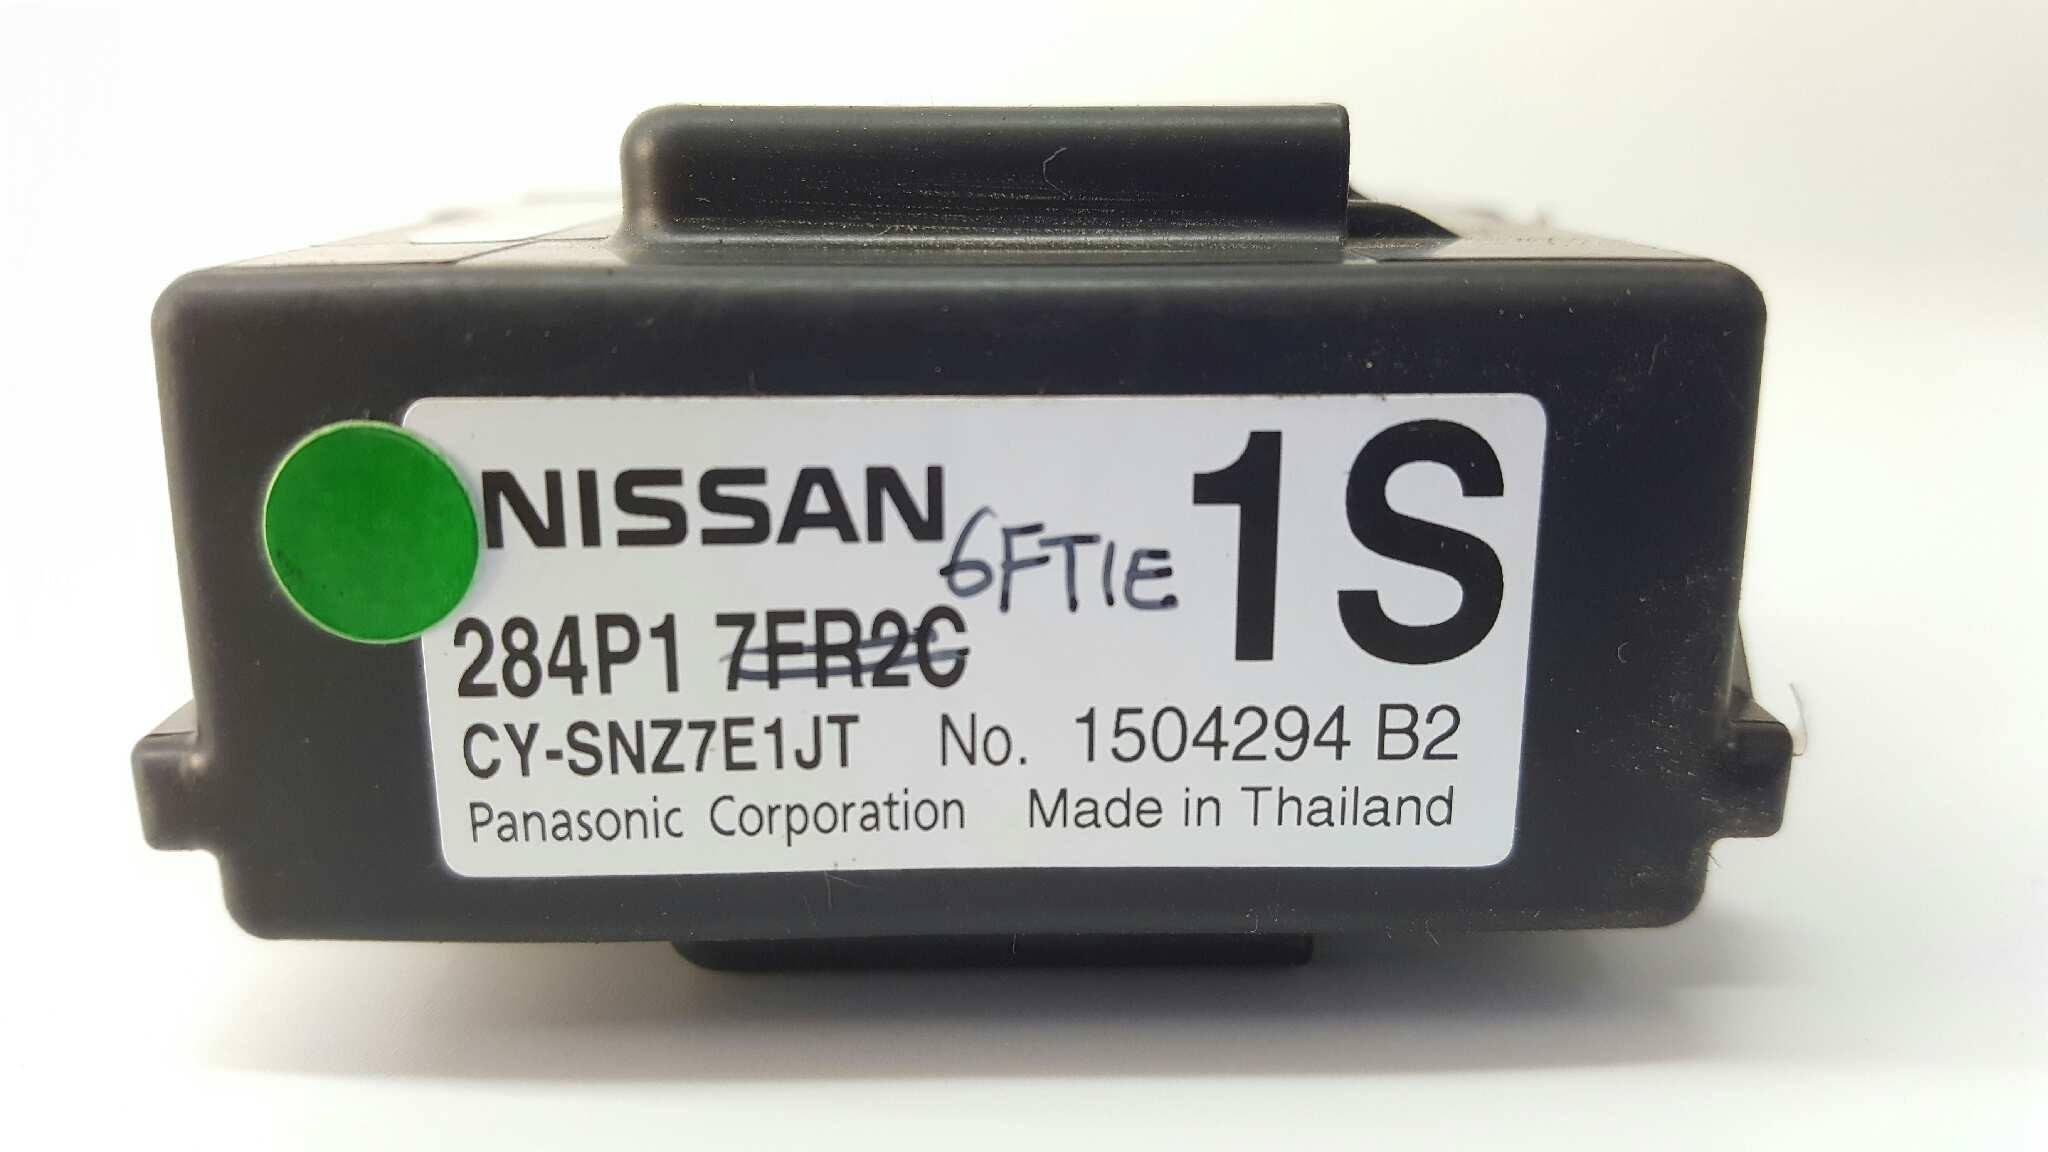 NISSAN 1S
6FT1E
284P1 7FR2C
CY-SNZ7E1JT No. 1504294 B2
Panasonic Corporation Made in Thailand